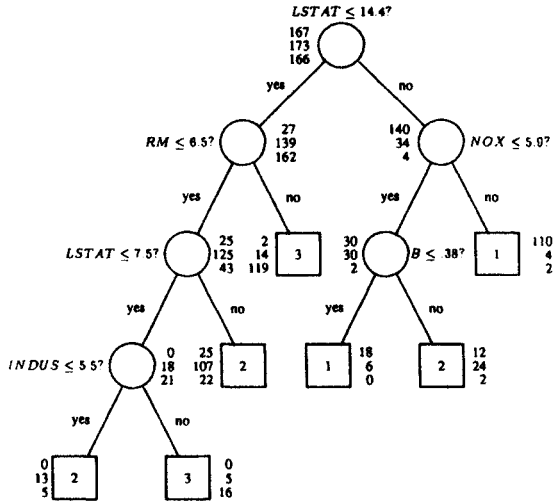 LSTAT ≤ 14.4?
167
173
166
yes
no
RM ≤ 6.5?
27
139
162
140
34
4
NOX ≤ 5.9?
yes
no
yes
no
LSTAT ≤ 7.5?
25
125
43
2
14
119
3
30
30
2
B ≤ .38?
1
110
4
2
yes
no
yes
no
INDUS ≤ 5.5?
0
18
21
25
107
22
2
1
18
6
0
2
12
24
2
yes
no
0
13
5
2
3
0
5
16